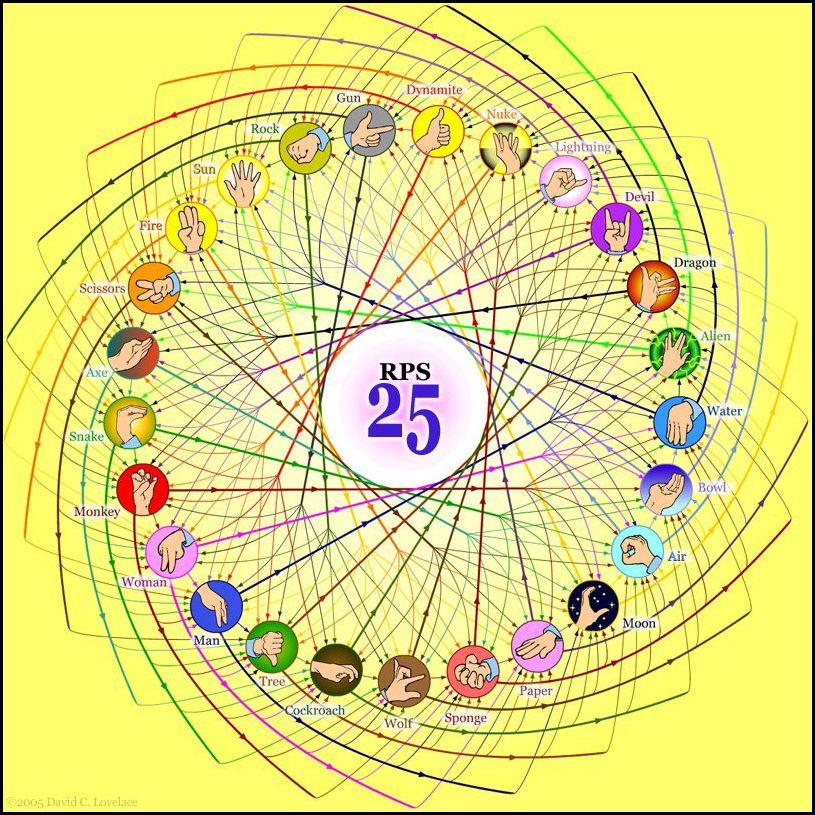 RPS
25
Gun
Dynamite
Nuke
Lightning
Devil
Dragon
Alien
Water
Bowl
Air
Moon
Paper
Sponge
Wolf
Cockroach
Tree
Man
Woman
Monkey
Snake
Axe
Scissors
Fire
Sun
Rock
©2005 David C. Lovelace